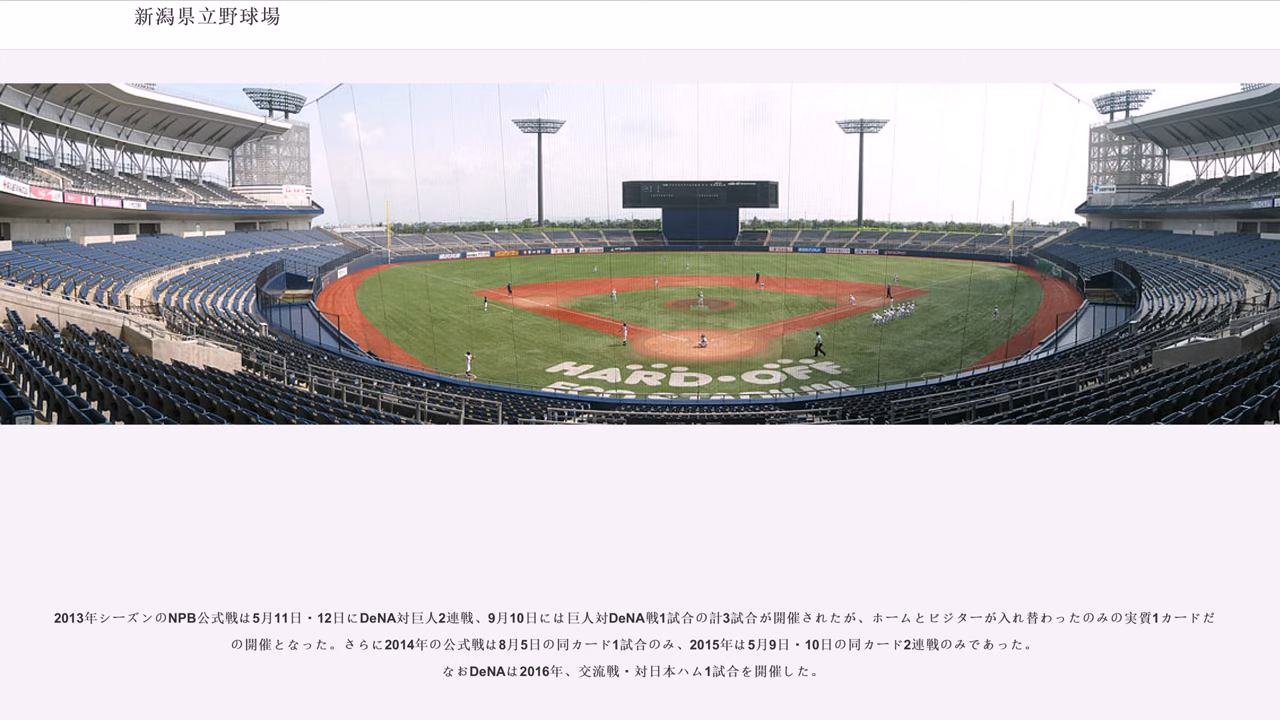 新潟県立野球場
HARD・OFF
2013年シーズンのNPB公式戦は5月11日・12日にDeNA対巨人2連戦、9月10日には巨人対DeNA戦1試合の計3試合が開催されたが、ホームとビジターが入れ替わったのみの実質1カードだ
の開催となった。さらに2014年の公式戦は8月5日の同カード1試合のみ、2015年は5月9日・10日の同カード2連戦のみであった。
なおDeNAは2016年、交流戦・対日本ハム1試合を開催した。